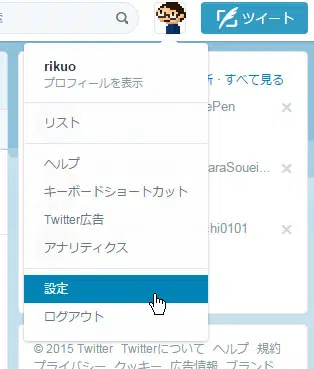 索
ツイート
rikuo
プロフィールを表示
新・すべて見る
ePen
リスト
ヘルプ
araSouei...
キーボードショートカット
Twitter広告
chi0101
アナリティクス
設定
ログアウト
© 2015 Twitter Twitterについて ヘルプ 規約
プライバシー クッキー 広告情報 ブランド